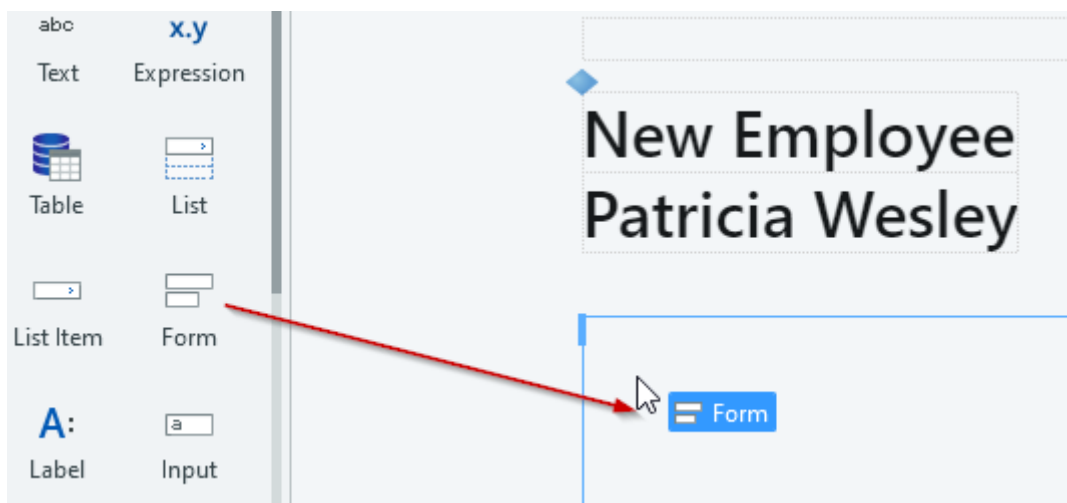 abc
x.y
Text
Expression
Table
List
List Item
Form
A:
a
Label
Input
New Employee
Patricia Wesley
Form